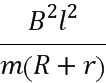 B²l²
m(R + r)